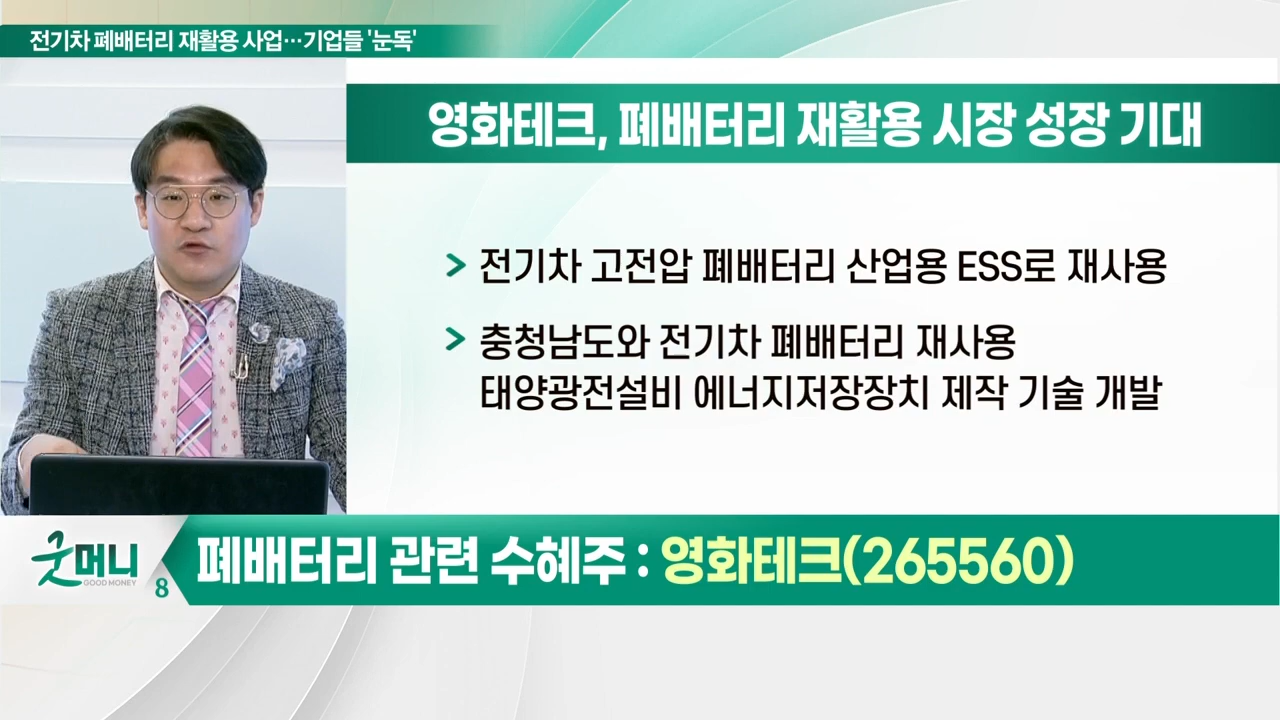 전기차 폐배터리 재활용 사업…기업들 '눈독'
영화테크, 폐배터리 재활용 시장 성장 기대
> 전기차 고전압 폐배터리 산업용 ESS로 재사용
> 충청남도와 전기차 폐배터리 재사용
태양광전설비 에너지저장장치 제작 기술 개발
굿머니
GOOD MONEY
8
폐배터리 관련 수혜주 : 영화테크(265560)